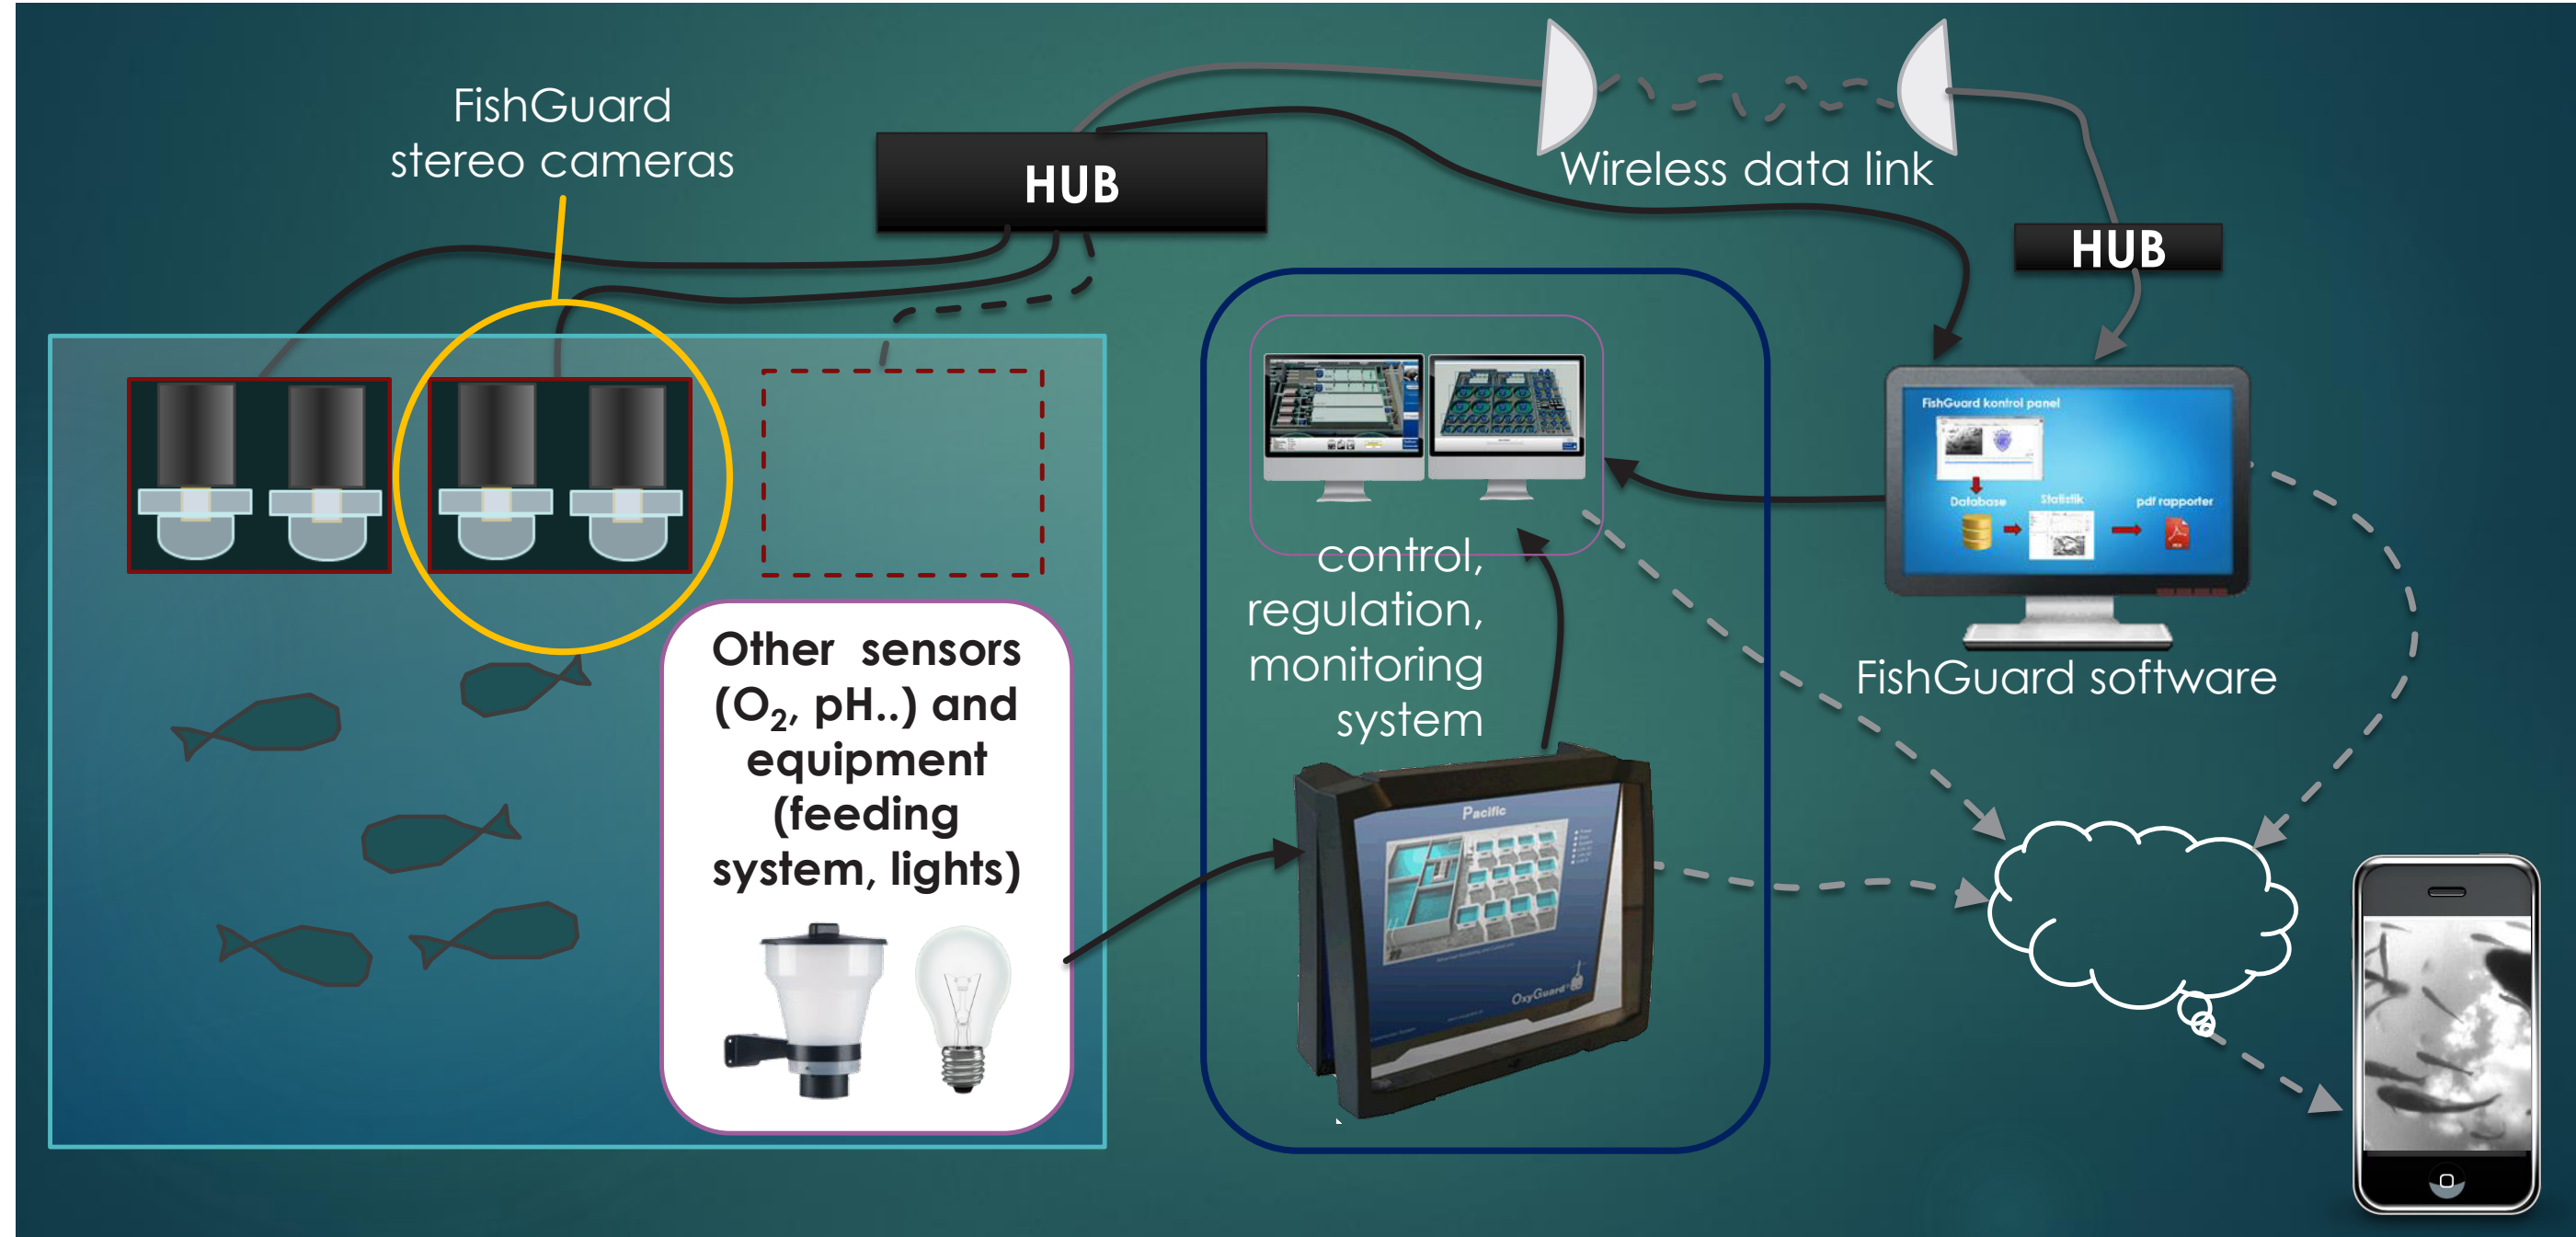 FishGuard
stereo cameras
HUB
Wireless data link
HUB
FishGuard kontrol panel
Database
Statistik
pdf rapporter
FishGuard software
control,
regulation,
monitoring
system
Other sensors
(O₂, pH..) and
equipment
(feeding
system, lights)
Pacific
OxyGuard